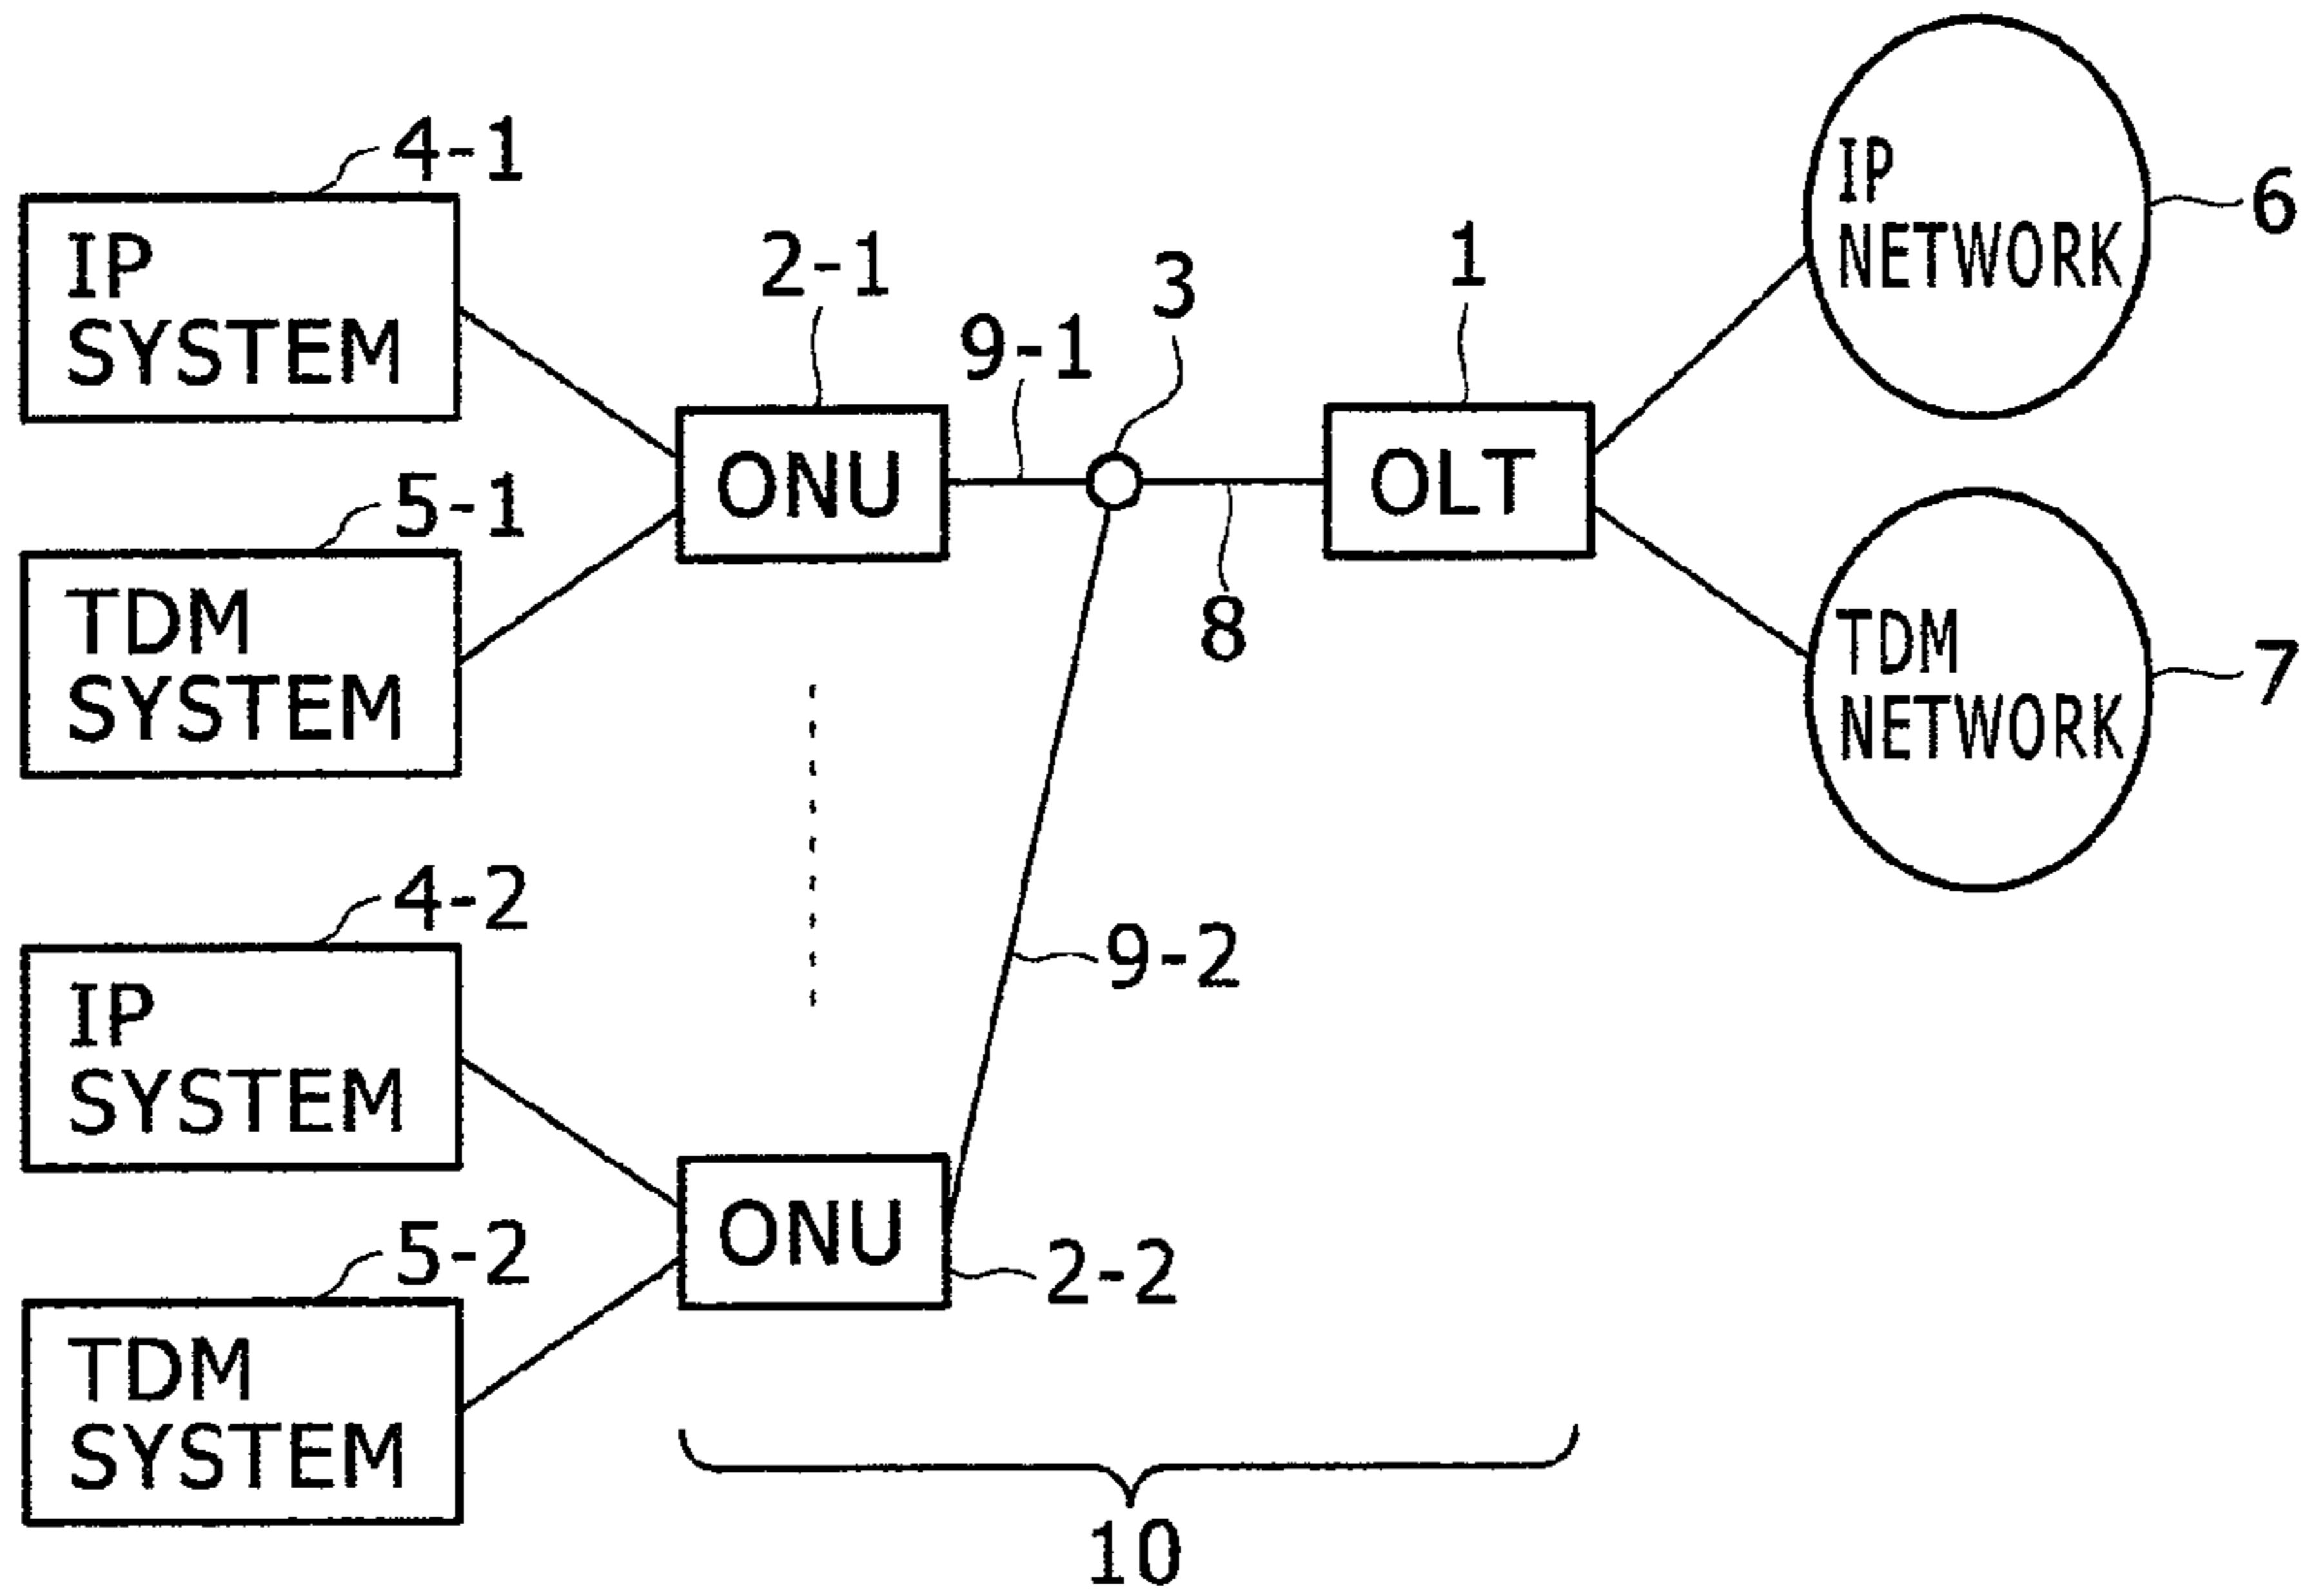 4-1
IP
SYSTEM
5-1
TDM
SYSTEM
2-1
ONU
9-1
3
8
1
OLT
IP
NETWORK
6
TDM
NETWORK
7
4-2
IP
SYSTEM
5-2
TDM
SYSTEM
ONU
2-2
9-2
10